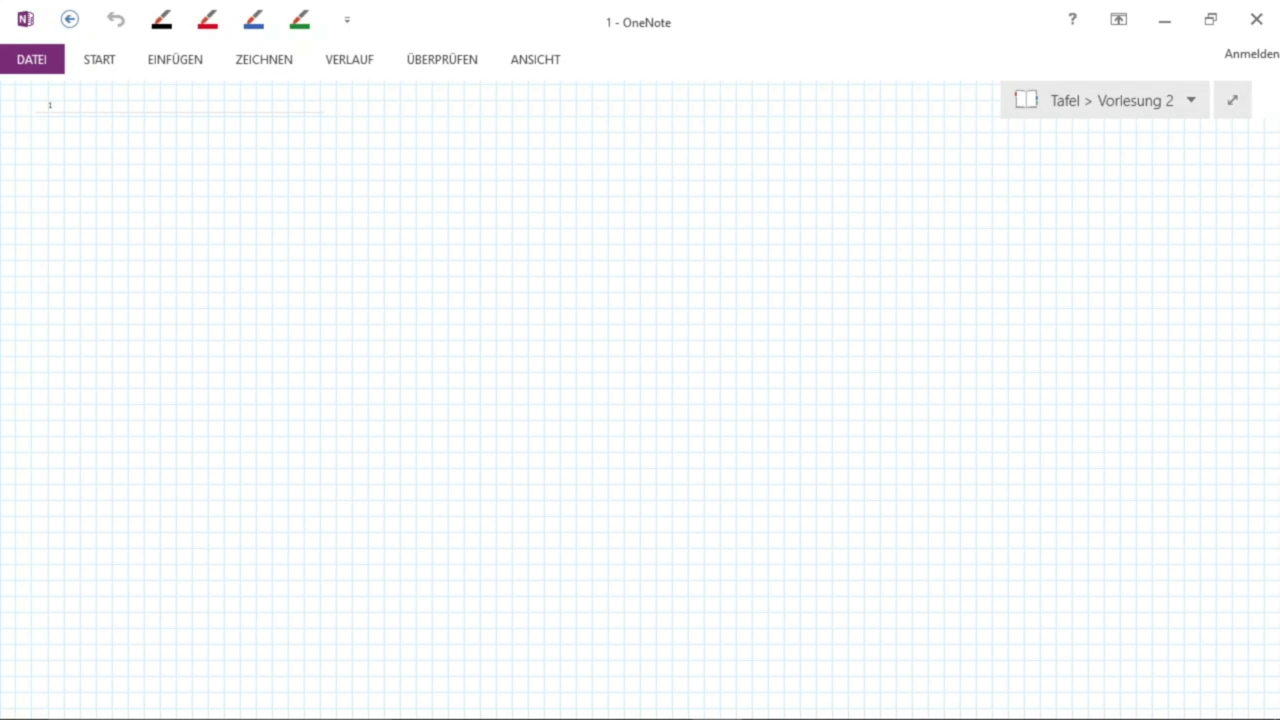 1 - OneNote
?
Anmelden
DATEI START EINFÜGEN ZEICHNEN VERLAUF ÜBERPRÜFEN ANSICHT
1
Tafel > Vorlesung 2